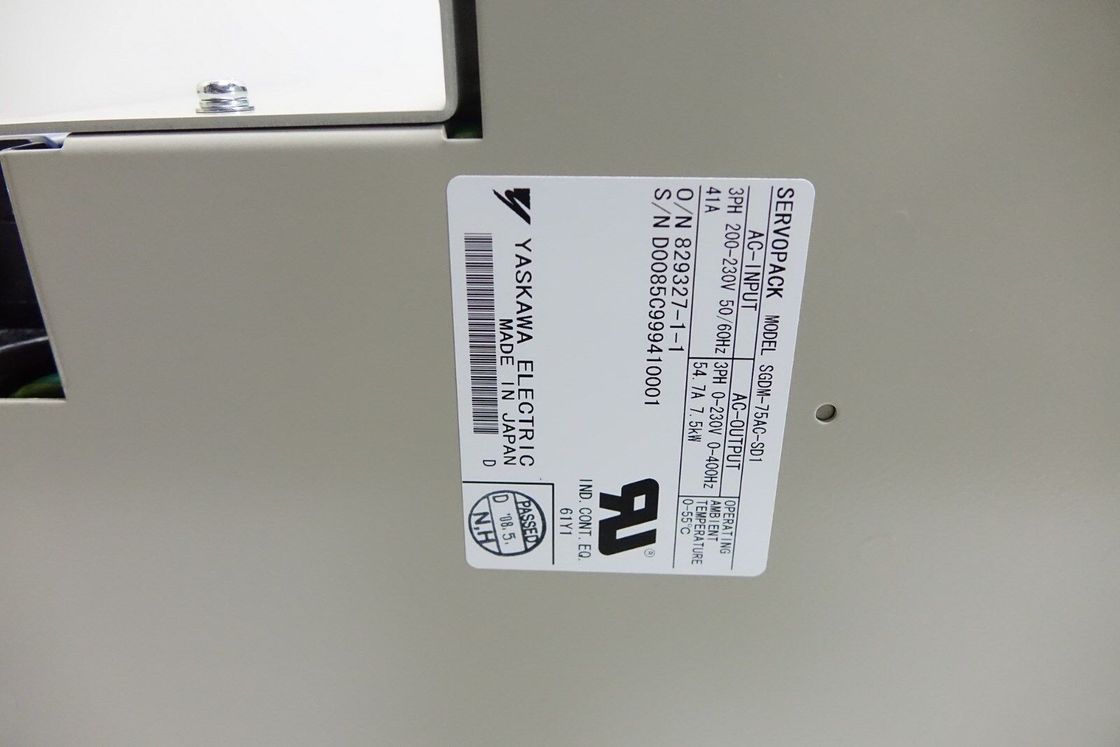 SERVOPACK MODEL SGDM-75AC-SD1
AC-INPUT
3PH 200-230V 50/60Hz
41A
AC-OUTPUT
3PH 0-230V 0-400Hz
54.7A 7.5kW
OPERATING
AMBIENT
TEMPERATURE
0-55°C
O/N 829327-1-1
S/N D0085C999410001
RU®
IND. CONT. EQ.
61Y1
YASKAWA ELECTRIC
MADE IN JAPAN
D
PASSED
D '08.5.
N,H